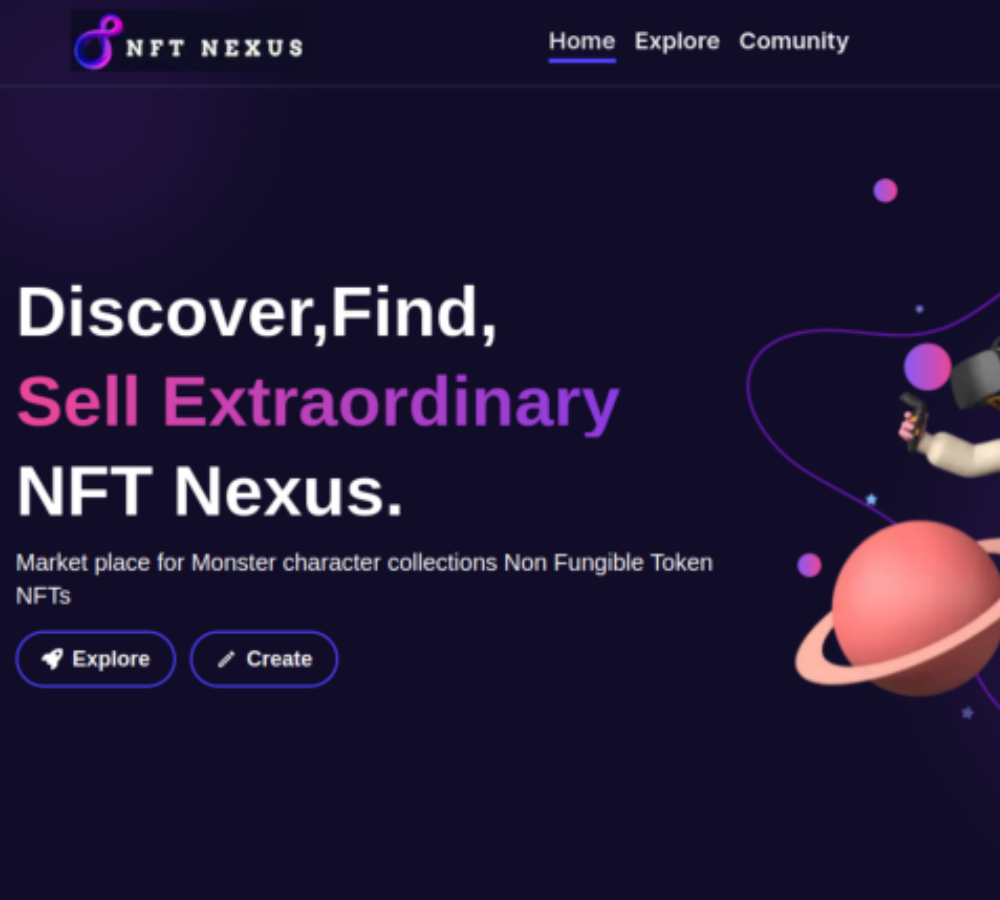 NFT NEXUS
Home Explore Comunity
Discover,Find,
Sell Extraordinary
NFT Nexus.
Market place for Monster character collections Non Fungible Token
NFTs
Explore Create